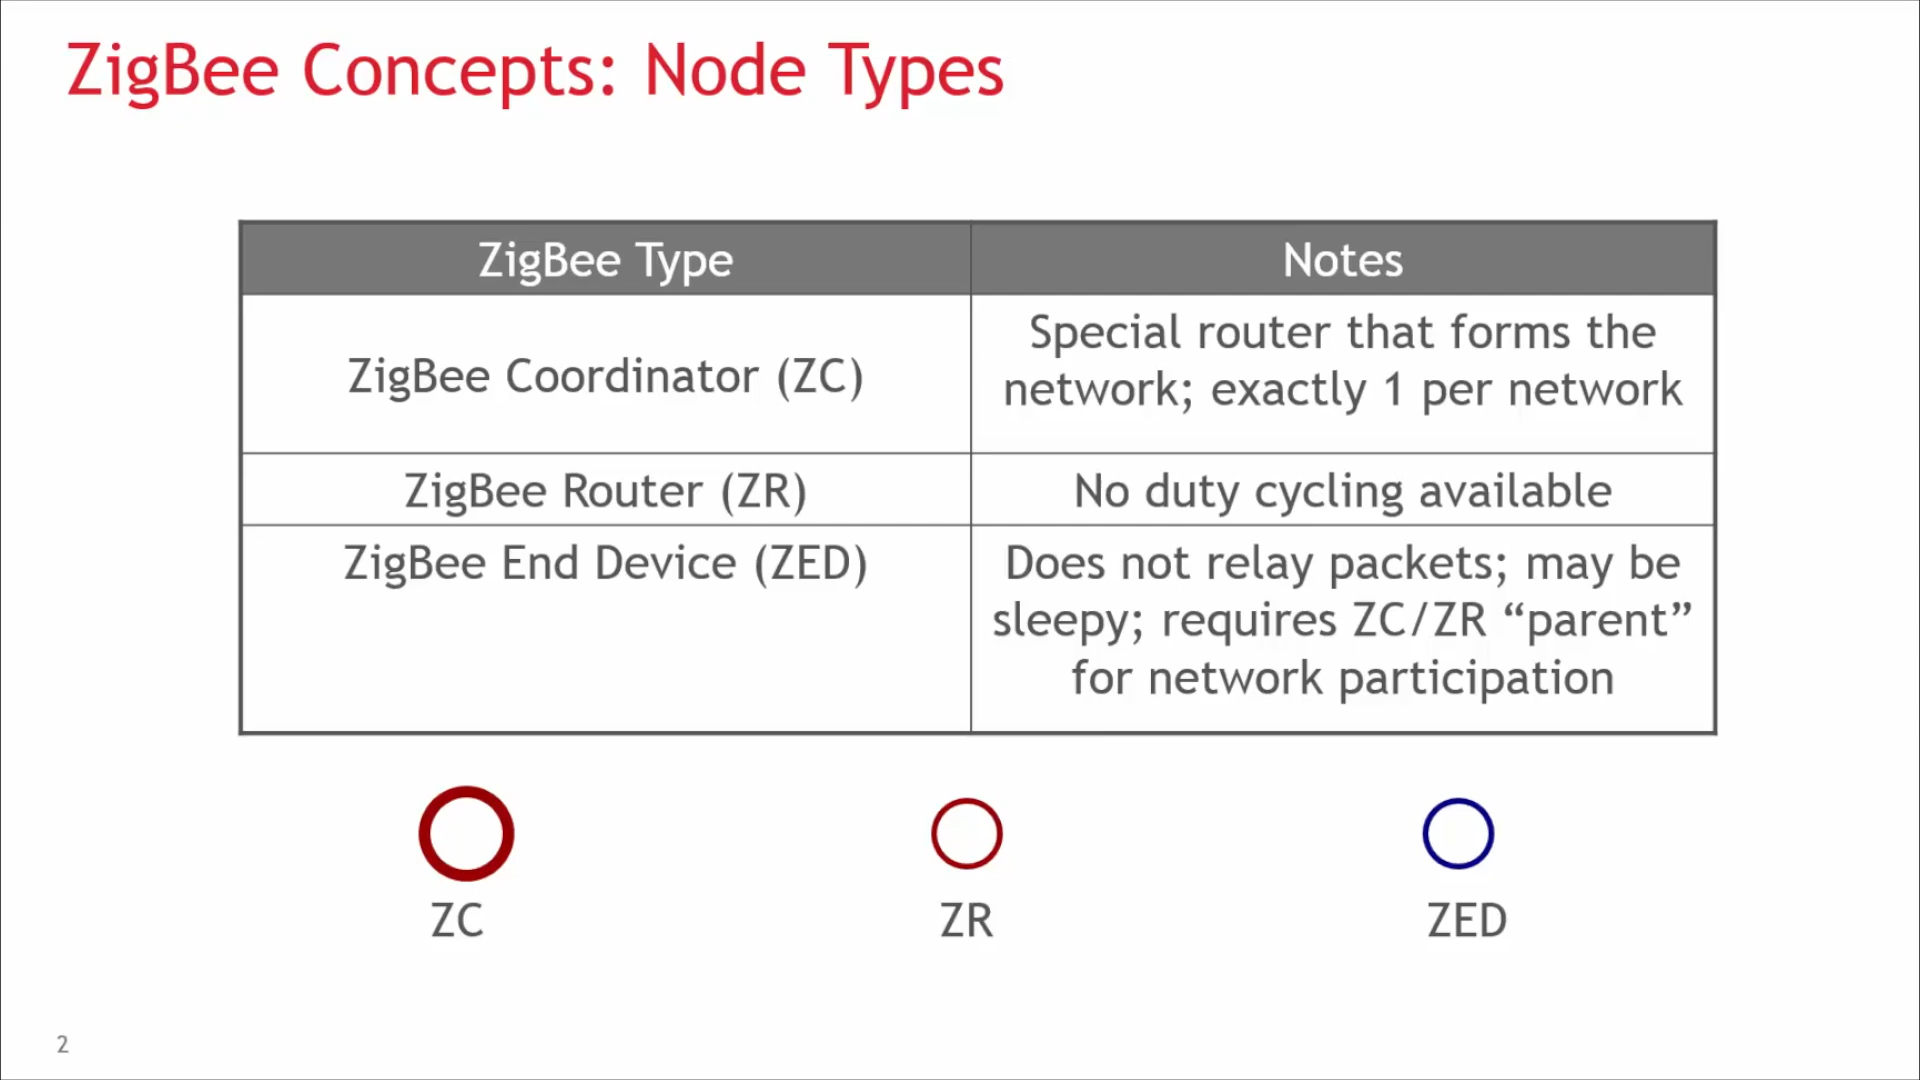 ZigBee Concepts: Node Types
ZigBee Type
Notes
ZigBee Coordinator (ZC)
Special router that forms the
network; exactly 1 per network
ZigBee Router (ZR)
No duty cycling available
ZigBee End Device (ZED)
Does not relay packets; may be
sleepy; requires ZC/ZR “parent”
for network participation
ZC
ZR
ZED
2